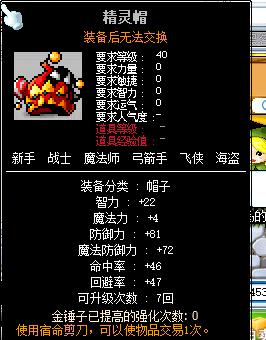 精灵帽
装备后无法交换
要求等级: 40
要求力量: 0
要求敏捷: 0
要求智力: 0
要求运气: 0
要求人气度: -
道具等级: -
道具经验值: -
新手 战士 魔法师 弓箭手 飞侠 海盗
装备分类 : 帽子
智力 : +22
魔法力 : +4
防御力 : +81
魔法防御力 : +72
命中率 : +46
回避率 : +47
可升级次数 : 7回
金锤子已提高的强化次数: 0
使用宿命剪刀，可以使物品交易1次。
453